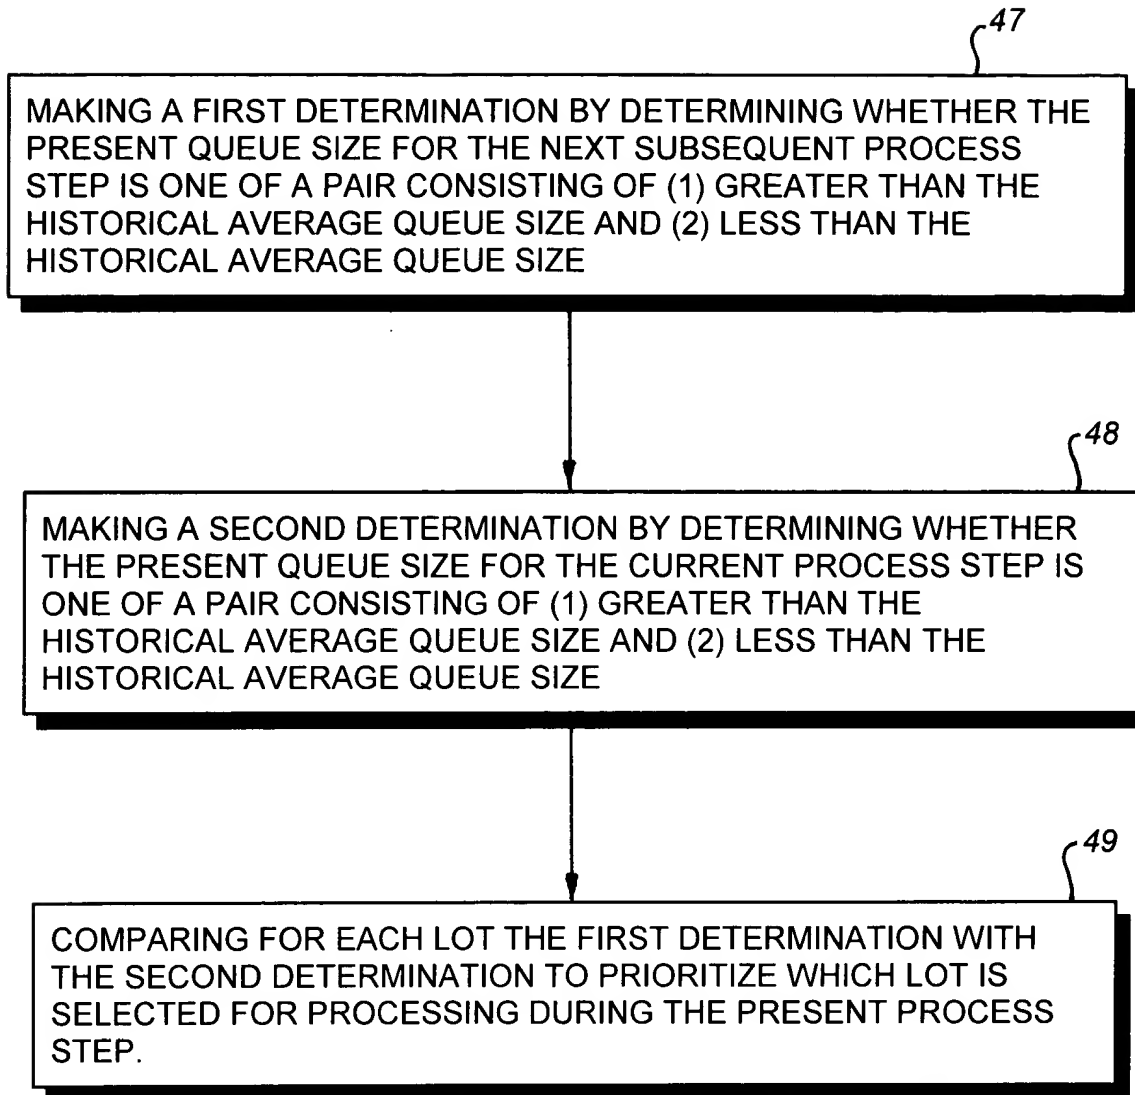 47
MAKING A FIRST DETERMINATION BY DETERMINING WHETHER THE
PRESENT QUEUE SIZE FOR THE NEXT SUBSEQUENT PROCESS
STEP IS ONE OF A PAIR CONSISTING OF (1) GREATER THAN THE
HISTORICAL AVERAGE QUEUE SIZE AND (2) LESS THAN THE
HISTORICAL AVERAGE QUEUE SIZE
48
MAKING A SECOND DETERMINATION BY DETERMINING WHETHER
THE PRESENT QUEUE SIZE FOR THE CURRENT PROCESS STEP IS
ONE OF A PAIR CONSISTING OF (1) GREATER THAN THE
HISTORICAL AVERAGE QUEUE SIZE AND (2) LESS THAN THE
HISTORICAL AVERAGE QUEUE SIZE
49
COMPARING FOR EACH LOT THE FIRST DETERMINATION WITH
THE SECOND DETERMINATION TO PRIORITIZE WHICH LOT IS
SELECTED FOR PROCESSING DURING THE PRESENT PROCESS
STEP.